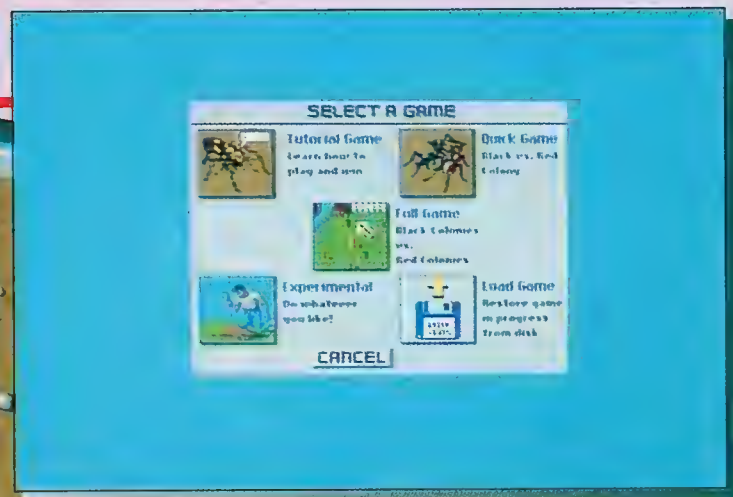 SELECT A GAME
Tutorial Game
Learn how to
play and win
Quick Game
Black vs. Red
Colony
Full Game
Black Colonies
vs.
Red Colonies
Experimental
Do whatever
you like!
Load Game
Restore game
in progress
from disk
CANCEL